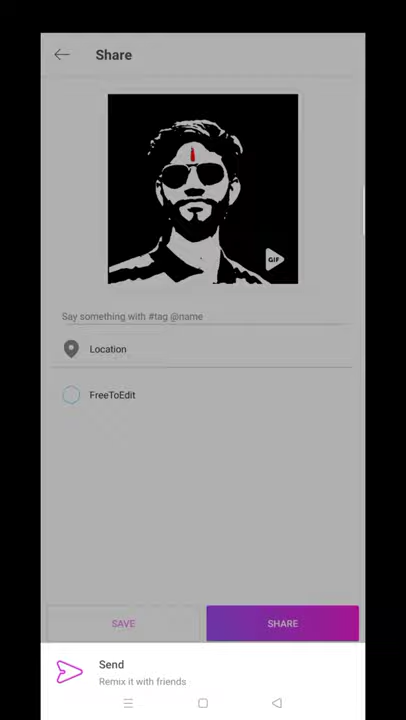 Share
GIF
Say something with #tag @name
Location
FreeToEdit
SAVE
SHARE
Send
Remix it with friends